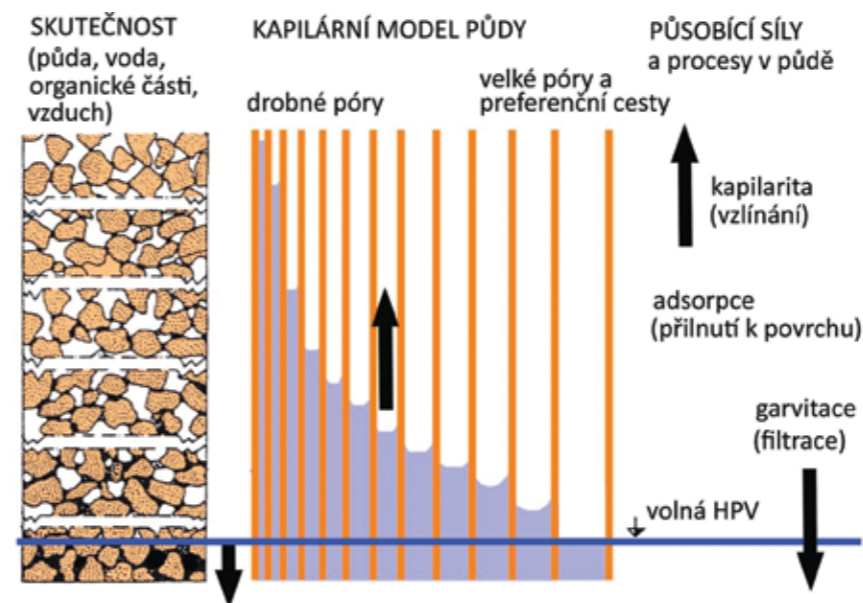 SKUTEČNOST
(půda, voda,
organické části,
vzduch)
KAPILÁRNÍ MODEL PŮDY
drobné póry
velké póry a
preferenční cesty
PŮSOBÍCÍ SÍLY
a procesy v půdě
kapilarita
(vzlínání)
adsorpce
(přilnutí k povrchu)
garvitace
(filtrace)
volná HPV